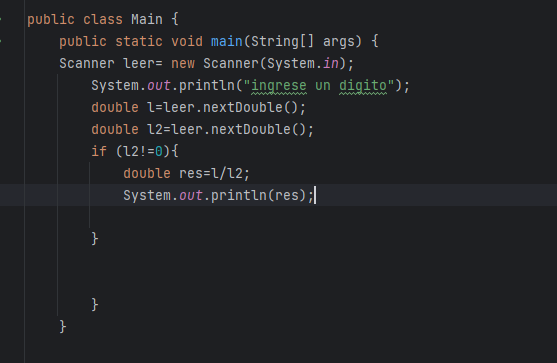 public class Main {
public static void main(String[] args) {
Scanner leer= new Scanner(System.in);
System.out.println("ingrese un digito");
double l=leer.nextDouble();
double l2=leer.nextDouble();
if (l2!=0){
double res=l/l2;
System.out.println(res);
}
}
}